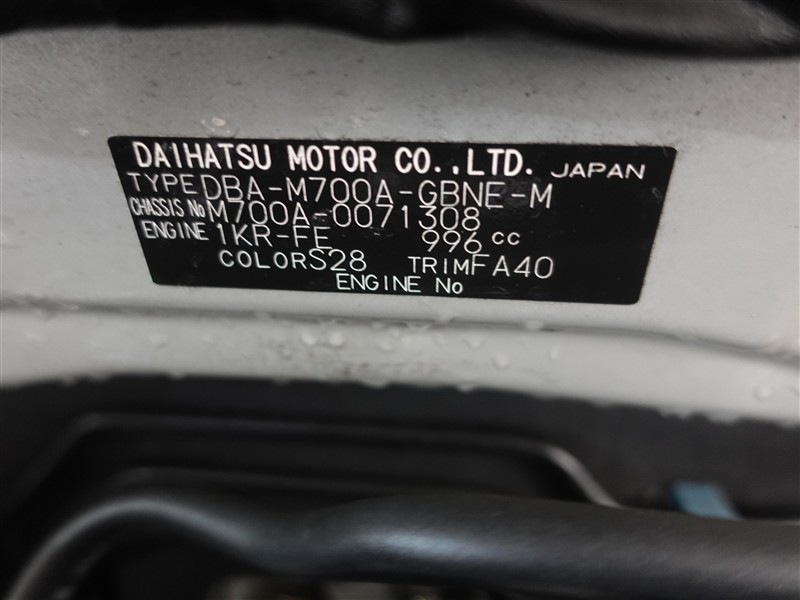 DAIHATSU MOTOR CO.,LTD. JAPAN
TYPE DBA-M700A-GBNE-M
CHASSIS No M700A-0071308
ENGINE 1KR-FE 996 cc
COLOR S28 TRIM FA40
ENGINE No